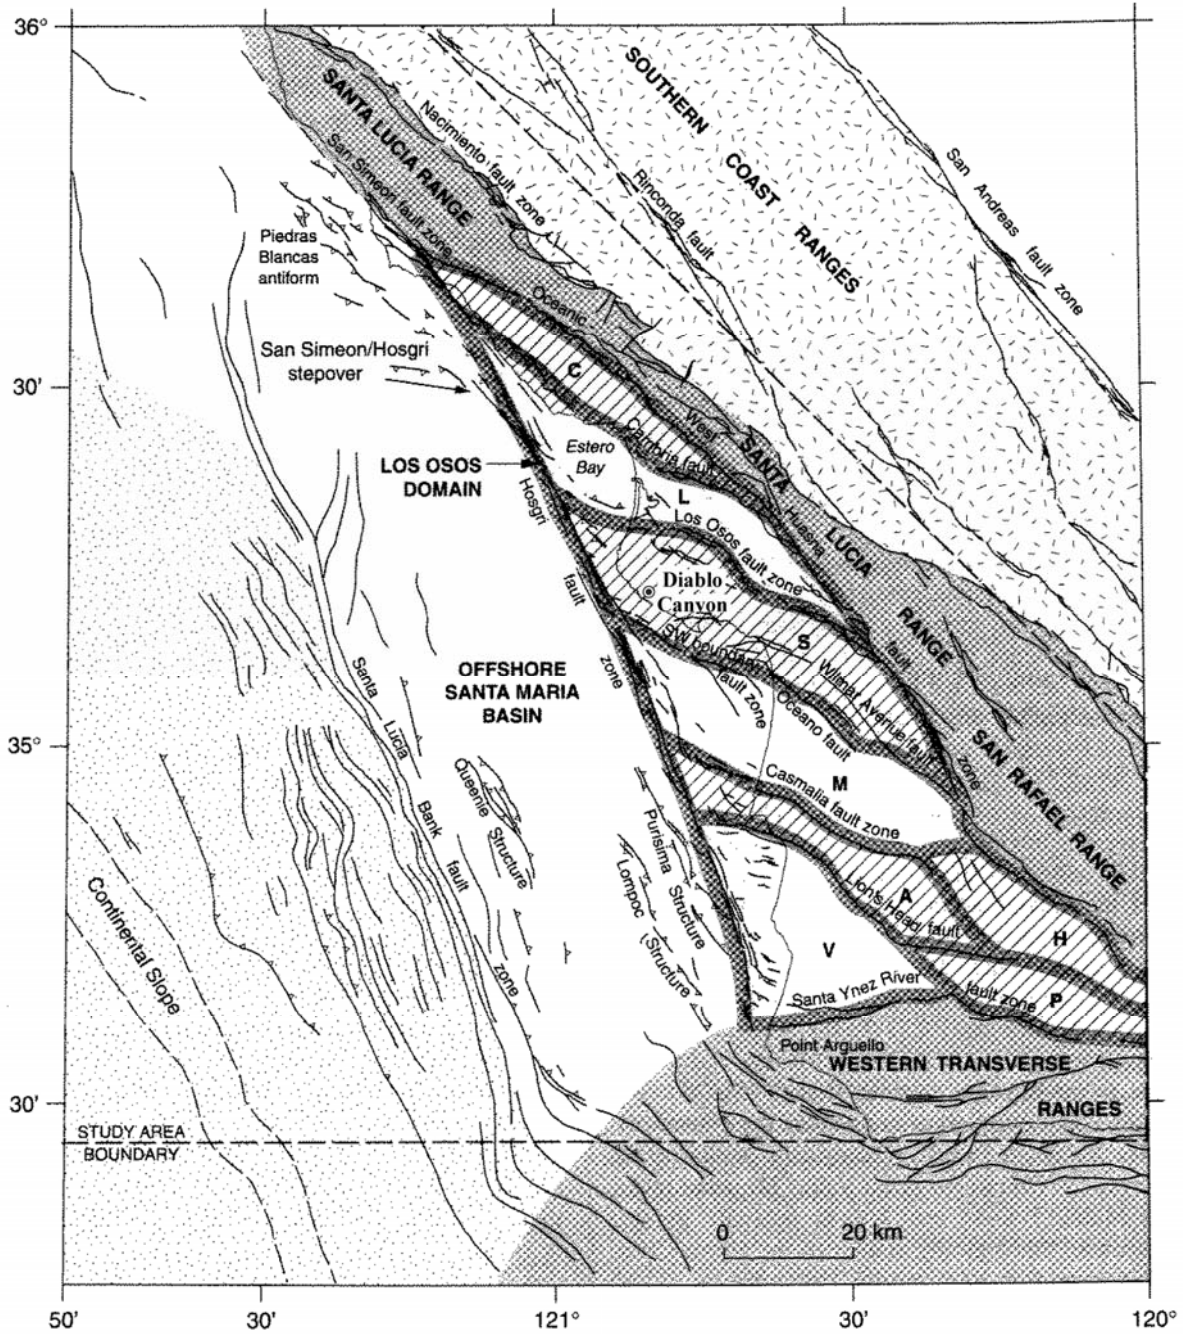 36°
SOUTHERN
COAST
RANGES
SANTA LUCIA RANGE
Nacimiento fault zone
San Simeon fault zone
Rinconda fault
San Andreas fault zone
Piedras
Blancas
antiform
Oceanic
San Simeon/Hosgri
stepover
30'
C
West
Huasna
fault
zone
Cambria fault
SANTA
LUCIA
RANGE
Estero
Bay
LOS OSOS
DOMAIN
Hosgri
fault
zone
L
Los Osos fault zone
Diablo
Canyon
S
SW boundary
fault zone
Wilmar Avenue fault
Oceano fault
OFFSHORE
SANTA MARIA
BASIN
SAN RAFAEL RANGE
35°
Santa
Lucia
Bank
fault
zone
Queenie
Structure
M
Casmalia fault zone
Purisima
Structure
Lompoc
Structure
Continental Slope
A
Lions Head fault
H
V
Santa Ynez River
fault zone
P
Point Arguello
WESTERN TRANSVERSE
RANGES
30'
STUDY AREA
BOUNDARY
0
20 km
50'
30'
121°
30'
120°